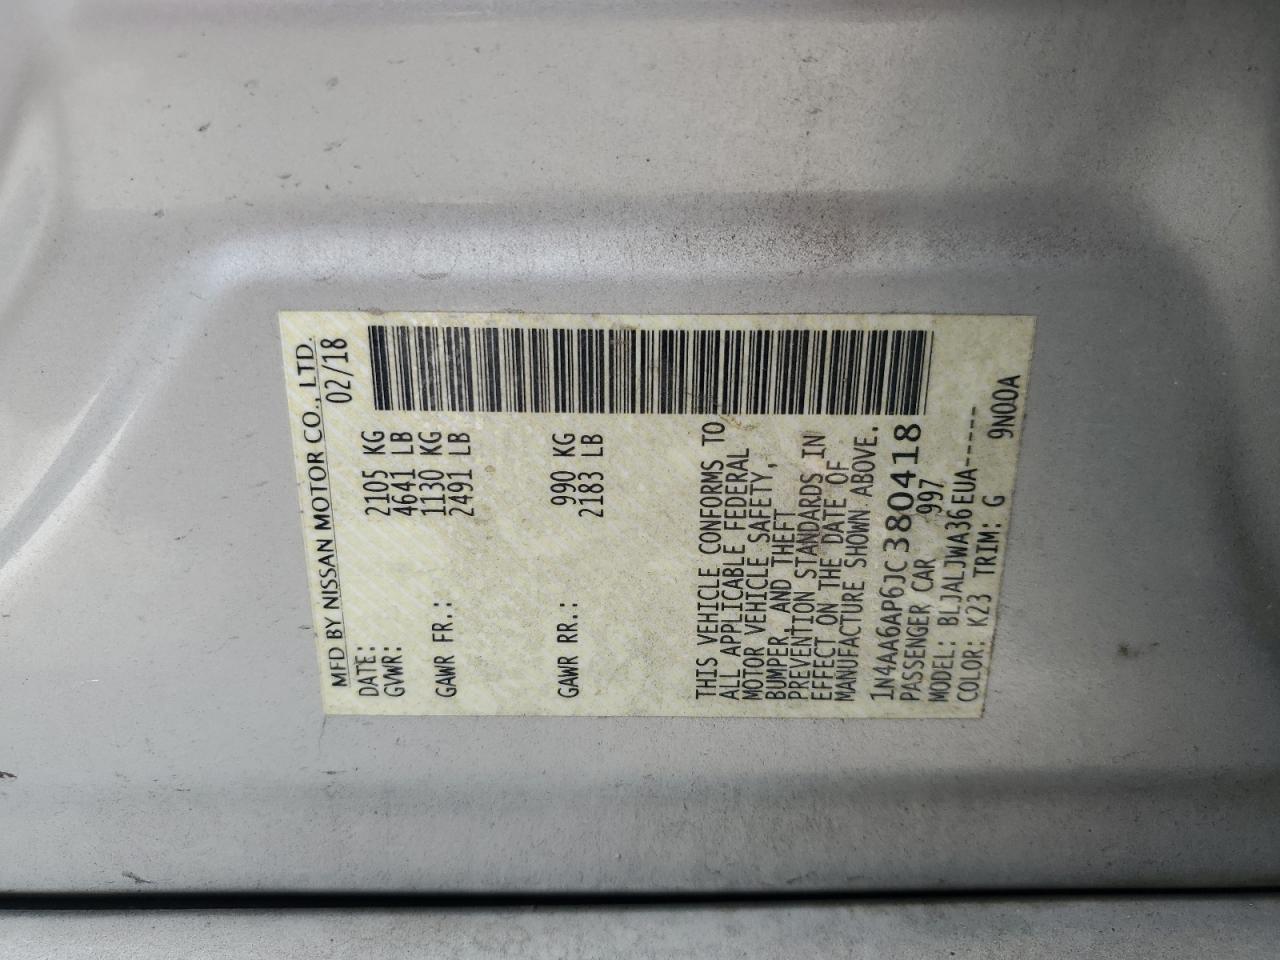 MFD BY NISSAN MOTOR CO., LTD.
DATE: 02/18
GVWR: 2105 KG
4641 LB
GAWR FR.: 1130 KG
2491 LB
GAWR RR.: 990 KG
2183 LB
THIS VEHICLE CONFORMS TO
ALL APPLICABLE FEDERAL
MOTOR VEHICLE SAFETY,
BUMPER, AND THEFT
PREVENTION STANDARDS IN
EFFECT ON THE DATE OF
MANUFACTURE SHOWN ABOVE.
1N4AA6AP6JC380418
PASSENGER CAR 997
MODEL: BLJALJWA36EUA-----
COLOR: K23 TRIM: G 9N00A